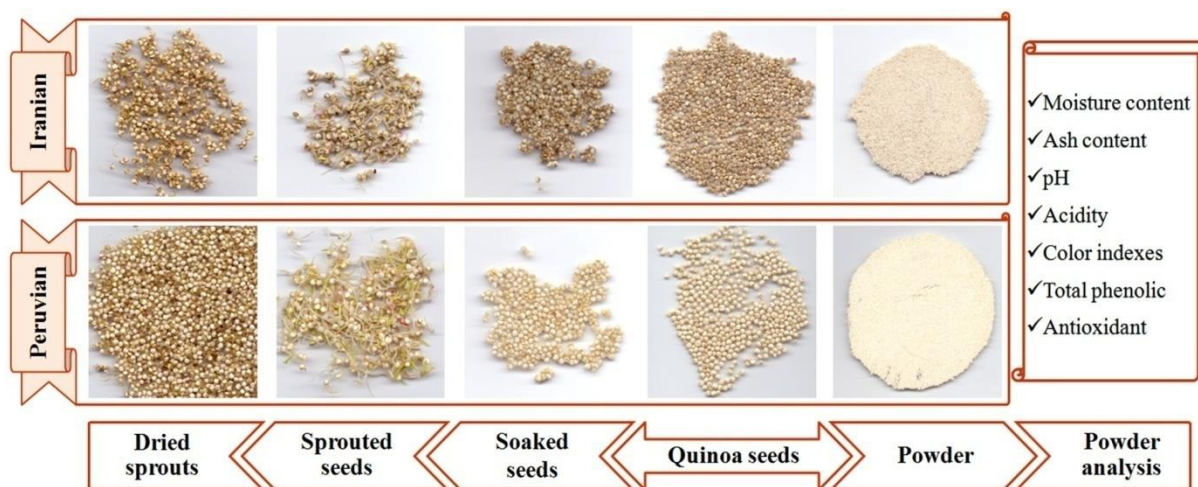 Iranian
Peruvian
✓Moisture content
✓Ash content
✓pH
✓Acidity
✓Color indexes
✓Total phenolic
✓Antioxidant
Dried
sprouts
Sprouted
seeds
Soaked
seeds
Quinoa seeds
Powder
Powder
analysis